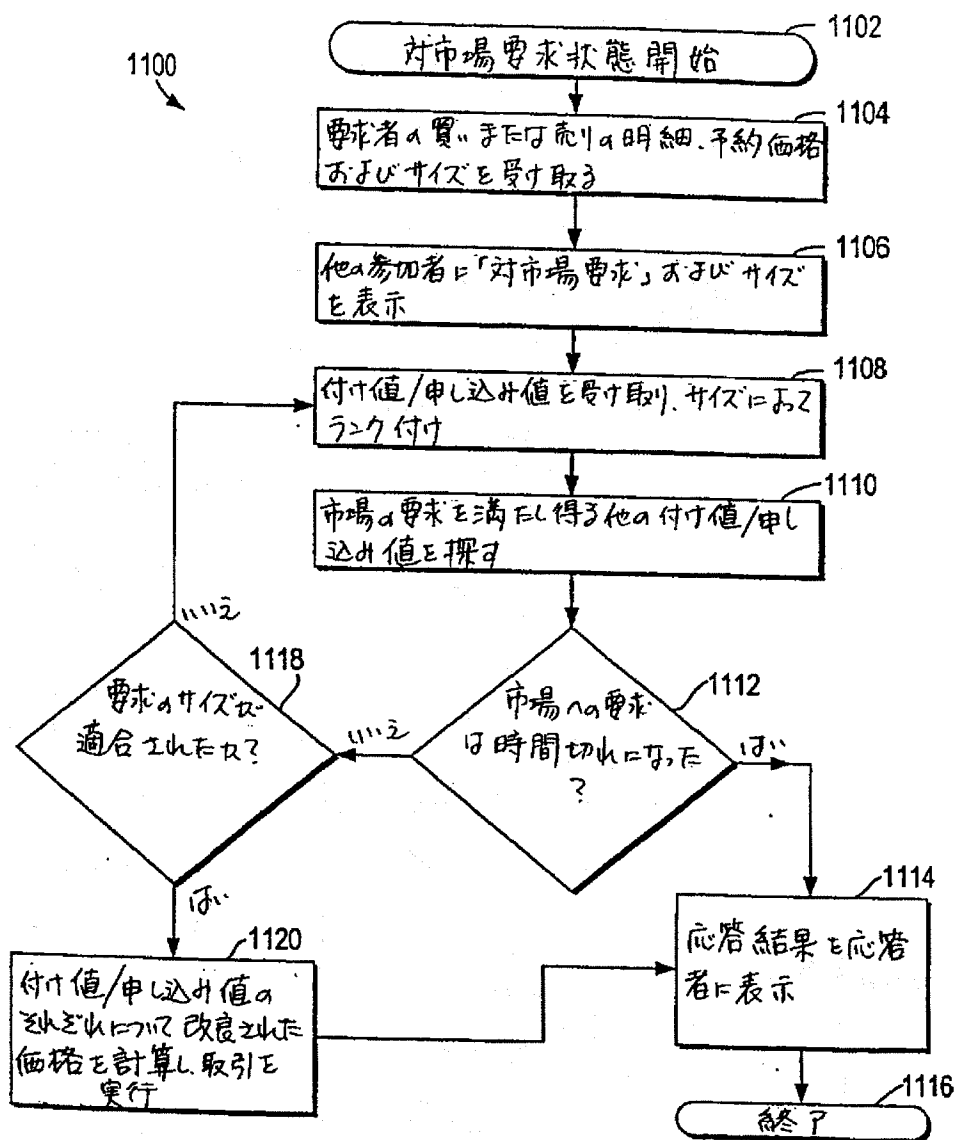 1102
対市場要求状態開始
1100
1104
要求者の買いまたは売りの明細、予約価格
およびサイズを受け取る
1106
他の参加者に「対市場要求」およびサイズ
を表示
1108
付け値/申し込み値を受け取り、サイズによって
ランク付け
1110
市場の要求を満たし得る他の付け値/申し
込み値を探す
いいえ
1118
要求のサイズが
適合されたか?
いいえ
1112
市場への要求
は時間切れになった
?
はい
はい
1114
応答結果を応答
者に表示
1120
付け値/申し込み値の
それぞれについて改良された
価格を計算し、取引を
実行
1116
終了